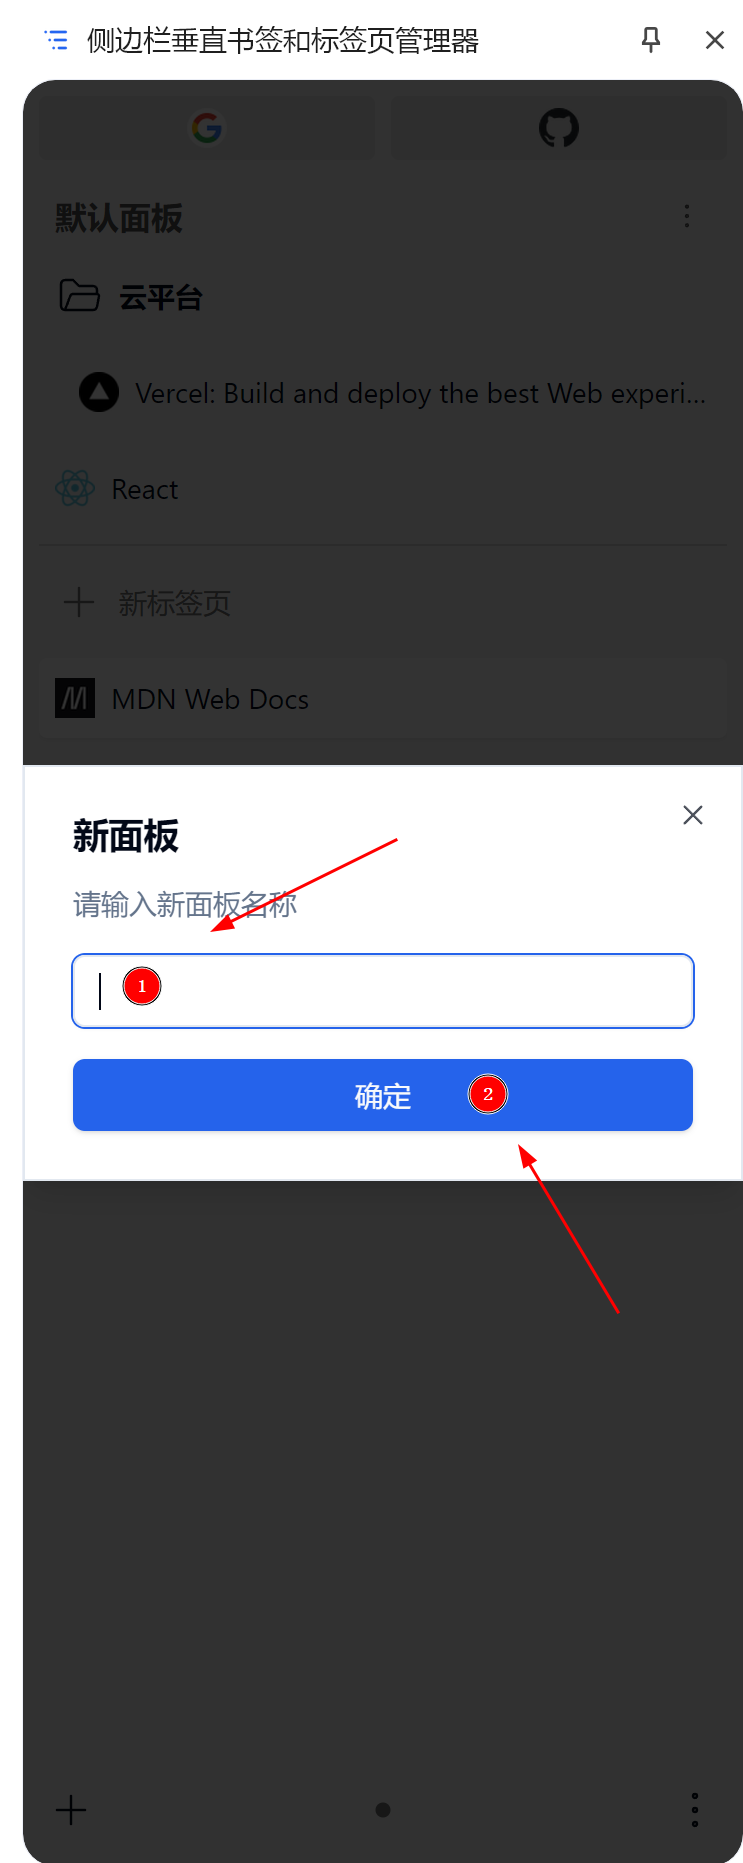 侧边栏垂直书签和标签页管理器
默认面板
云平台
Vercel: Build and deploy the best Web experi...
React
新标签页
MDN Web Docs
新面板
请输入新面板名称
1
确定 2